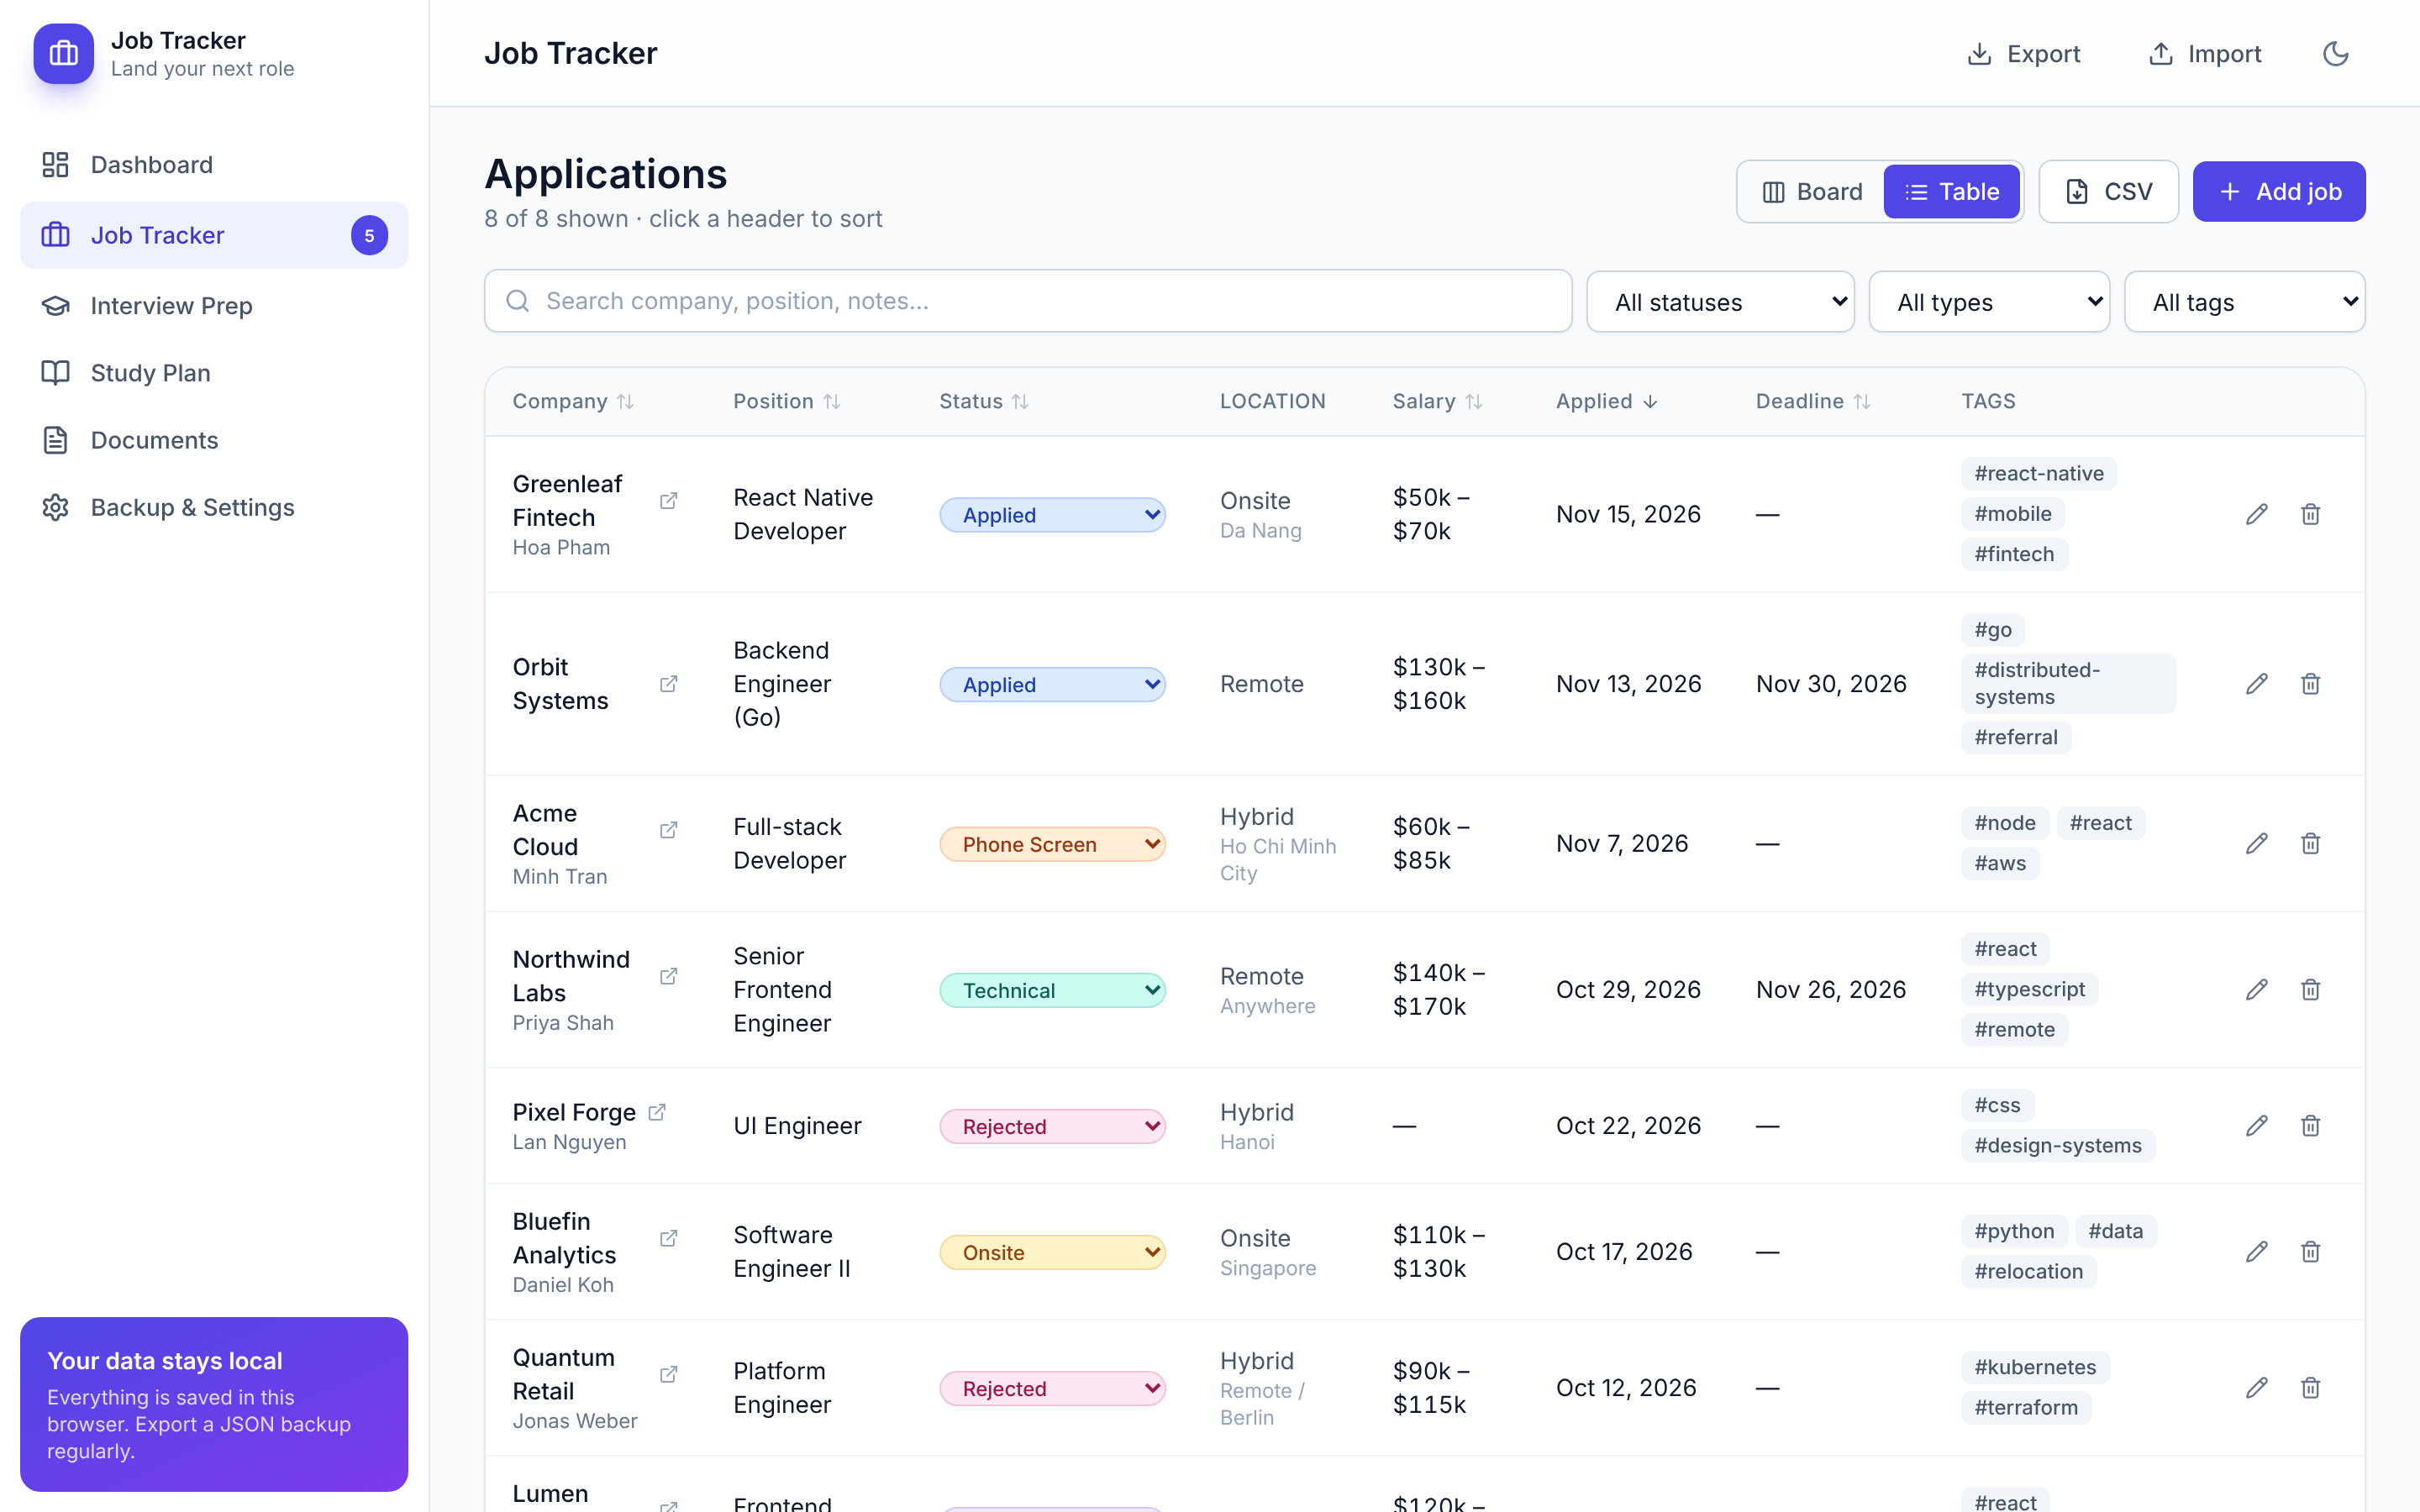 Job Tracker
Land your next role
Dashboard
Job Tracker
5
Interview Prep
Study Plan
Documents
Backup & Settings
Your data stays local
Everything is saved in this
browser. Export a JSON backup
regularly.
Job Tracker
Export
Import
Applications
8 of 8 shown · click a header to sort
Board
Table
CSV
Add job
Search company, position, notes...
All statuses
All types
All tags
Company
Position
Status
LOCATION
Salary
Applied
Deadline
TAGS
Greenleaf
Fintech
Hoa Pham
React Native
Developer
Applied
Onsite
Da Nang
$50k –
$70k
Nov 15, 2026
—
#react-native
#mobile
#fintech
Orbit
Systems
Backend
Engineer
(Go)
Applied
Remote
$130k –
$160k
Nov 13, 2026
Nov 30, 2026
#go
#distributed-
systems
#referral
Acme
Cloud
Minh Tran
Full-stack
Developer
Phone Screen
Hybrid
Ho Chi Minh
City
$60k –
$85k
Nov 7, 2026
—
#node
#react
#aws
Northwind
Labs
Priya Shah
Senior
Frontend
Engineer
Technical
Remote
Anywhere
$140k –
$170k
Oct 29, 2026
Nov 26, 2026
#react
#typescript
#remote
Pixel Forge
Lan Nguyen
UI Engineer
Rejected
Hybrid
Hanoi
—
Oct 22, 2026
—
#css
#design-systems
Bluefin
Analytics
Daniel Koh
Software
Engineer II
Onsite
Onsite
Singapore
$110k –
$130k
Oct 17, 2026
—
#python
#data
#relocation
Quantum
Retail
Jonas Weber
Platform
Engineer
Rejected
Hybrid
Remote /
Berlin
$90k –
$115k
Oct 12, 2026
—
#kubernetes
#terraform
Lumen
Frontend
$120k –
#react